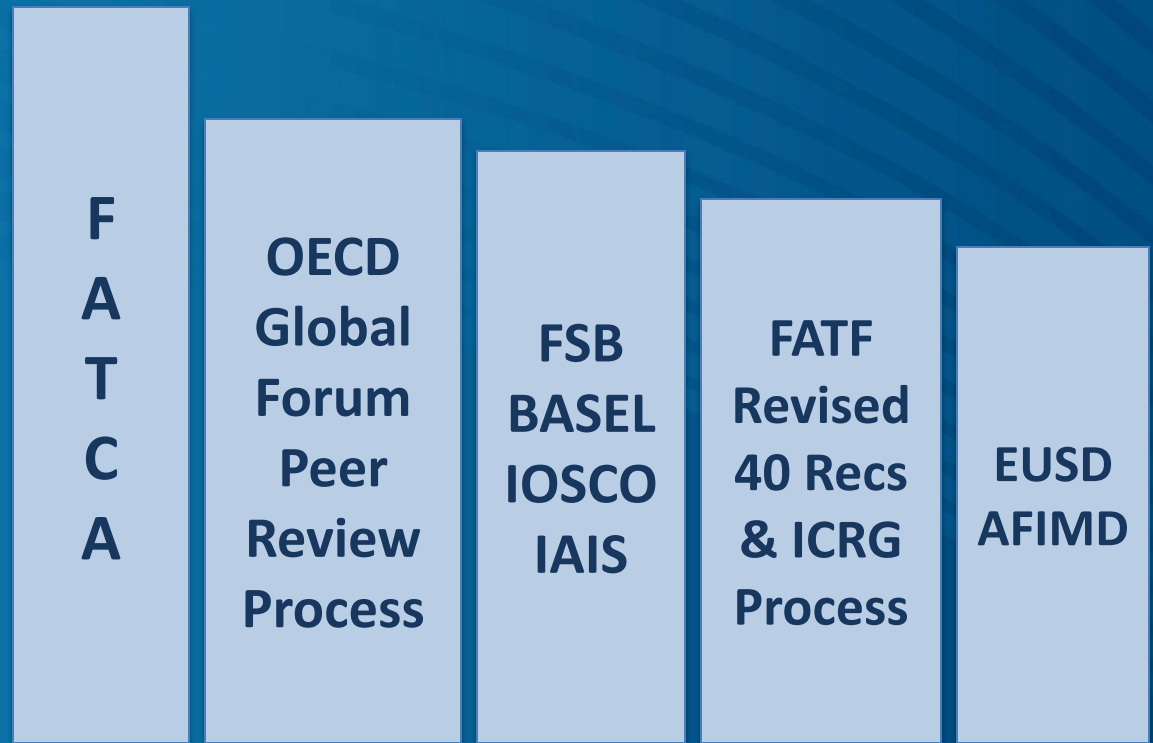 F
A
T
C
A
OECD
Global
Forum
Peer
Review
Process
FSB
BASEL
IOSCO
IAIS
FATF
Revised
40 Recs
& ICRG
Process
EUSD
AFIMD